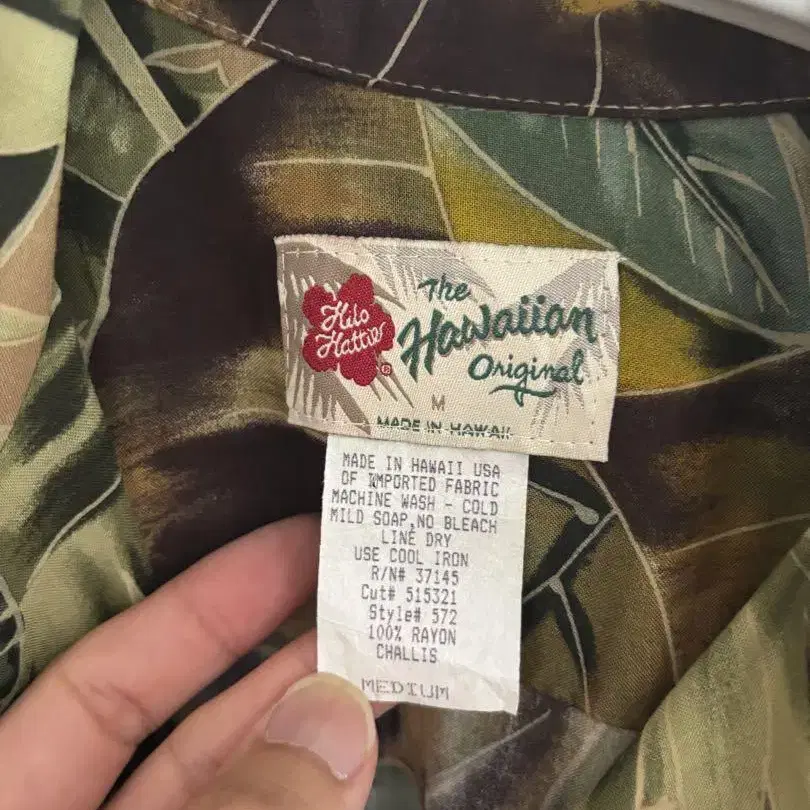 Hilo
Hattie
®
The
Hawaiian
Original
M
MADE IN HAWAII
MADE IN HAWAII USA
OF IMPORTED FABRIC
MACHINE WASH - COLD
MILD SOAP,NO BLEACH
LINE DRY
USE COOL IRON
R/N# 37145
Cut# 515321
Style# 572
100% RAYON
CHALLIS
MEDIUM